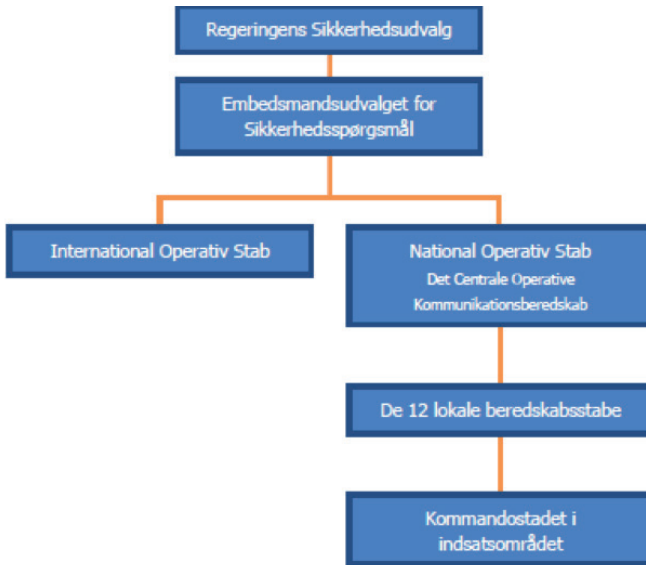 Regeringens Sikkerhedsudvalg
Embedsmandsudvalget for
Sikkerhedsspørgsmål
International Operativ Stab
National Operativ Stab
Det Centrale Operative
Kommunikationsberedskab
De 12 lokale beredskabsstabe
Kommandostadet i
indsatsområdet